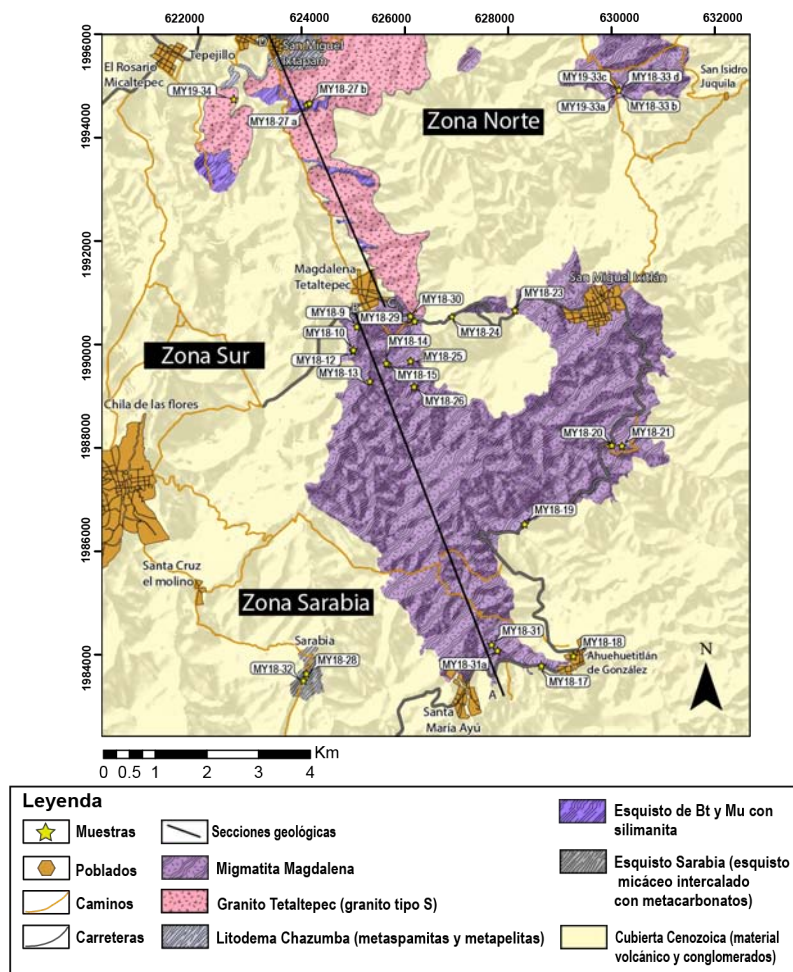 622000
624000
626000
628000
630000
632000
1996000
1994000
1992000
1990000
1988000
1986000
1984000
El Rosario
Micaltepec
Tepejillo
San Miguel
Ixtapam
MY19-34
MY18-27 b
MY18-27 a
Zona Norte
MY19-33c
MY18-33 d
MY19-33a
MY18-33 b
San Isidro
Juquila
Magdalena
Tetaltepec
San Miguel Ixitlán
MY18-9
MY18-10
MY18-12
MY18-13
MY18-29
MY18-30
MY18-14
MY18-24
MY18-23
MY18-25
MY18-15
MY18-26
Zona Sur
Chila de las flores
MY18-20
MY18-21
MY18-19
Santa Cruz
el molino
Zona Sarabia
Sarabia
MY18-32
MY18-28
MY18-31
MY18-31a
A
MY18-18
MY18-17
Ahuehuetitlán
de González
Santa
María Ayú
N
0 0.5 1 2 3 4 Km
Leyenda
Muestras
Poblados
Caminos
Carreteras
Secciones geológicas
Migmatita Magdalena
Granito Tetaltepec (granito tipo S)
Litodema Chazumba (metaspamitas y metapelitas)
Esquisto de Bt y Mu con
silimanita
Esquisto Sarabia (esquisto
micáceo intercalado
con metacarbonatos)
Cubierta Cenozoica (material
volcánico y conglomerados)